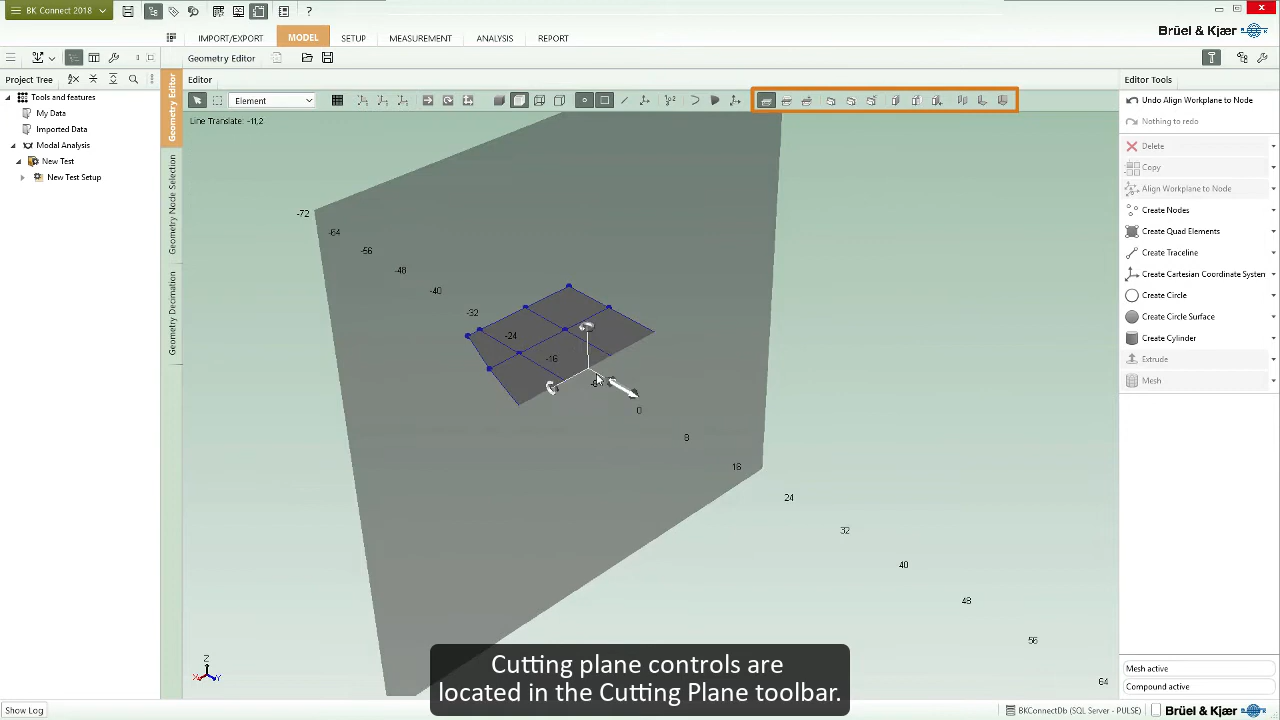 BK Connect 2018
?
IMPORT/EXPORT
MODEL
SETUP
MEASUREMENT
ANALYSIS
REPORT
Brüel & Kjær
Geometry Editor
Project Tree
Editor
Editor Tools
Element
Tools and features
My Data
Imported Data
Modal Analysis
New Test
New Test Setup
Geometry Editor
Geometry Node Selection
Geometry Decimation
Line Translate: -11,2
-72
-64
-56
-48
-40
-32
-24
-16
0
8
16
24
32
40
48
56
64
Z
X
Y
Undo Align Workplane to Node
Nothing to redo
Delete
Copy
Align Workplane to Node
Create Nodes
Create Quad Elements
Create Traceline
Create Cartesian Coordinate System
Create Circle
Create Circle Surface
Create Cylinder
Extrude
Mesh
Mesh active
Compound active
Cutting plane controls are
located in the Cutting Plane toolbar.
Show Log
BKConnectDb (SQL Server - PULSE)
Brüel & Kjær